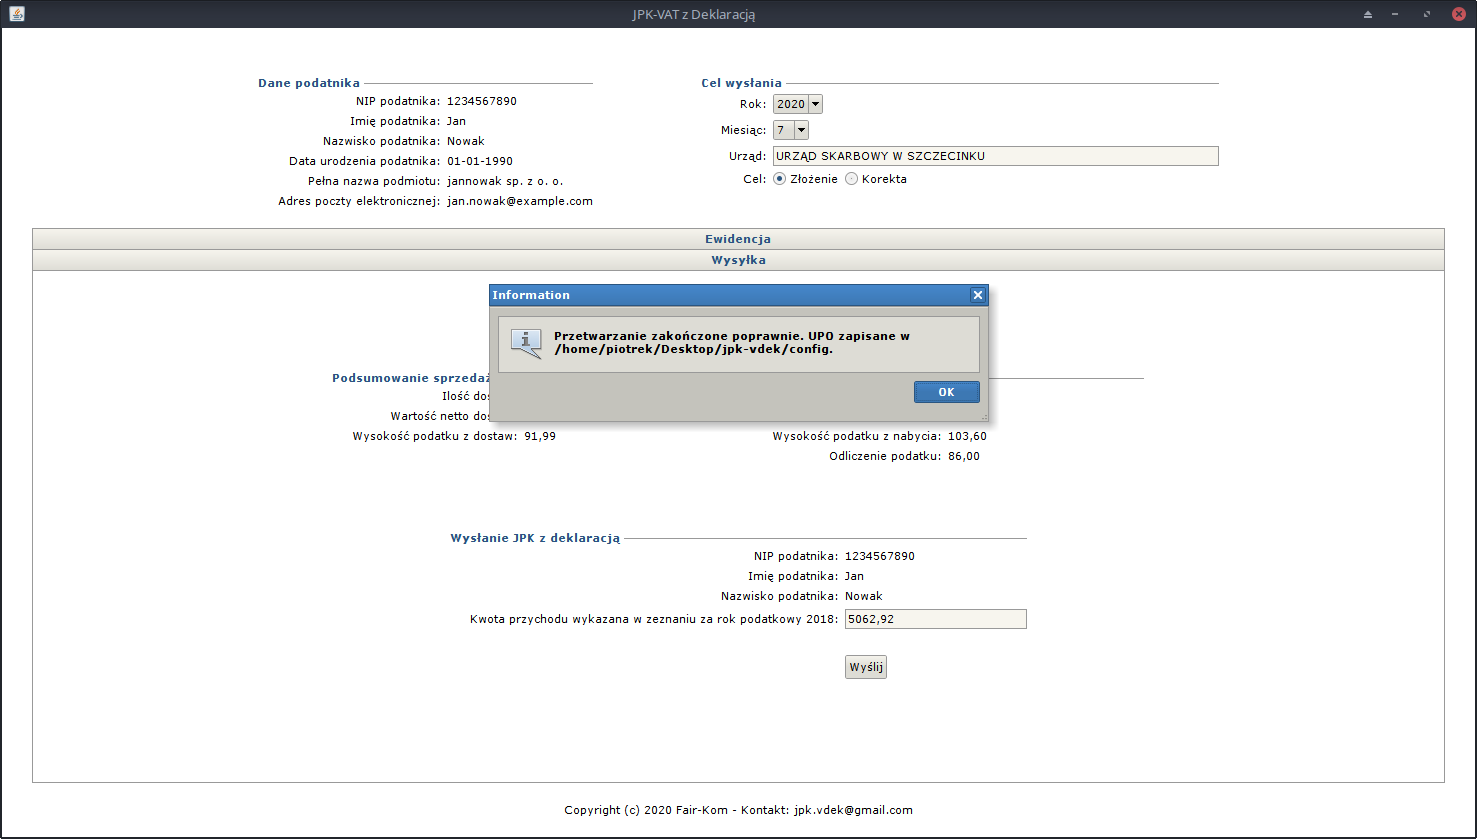 JPK-VAT z Deklaracją
Dane podatnika
NIP podatnika: 1234567890
Imię podatnika: Jan
Nazwisko podatnika: Nowak
Data urodzenia podatnika: 01-01-1990
Pełna nazwa podmiotu: jannowak sp. z o. o.
Adres poczty elektronicznej: jan.nowak@example.com
Cel wysłania
Rok: 2020
Miesiąc: 7
Urząd: URZĄD SKARBOWY W SZCZECINKU
Cel: Złożenie Korekta
Ewidencja
Wysyłka
Information
Przetwarzanie zakończone poprawnie. UPO zapisane w
/home/piotrek/Desktop/jpk-vdek/config.
OK
Podsumowanie
Ilość
Wartość netto
Wysokość podatku z dostaw: 91,99
Wysokość podatku z nabycia: 103,60
Odliczenie podatku: 86,00
Wysłanie JPK z deklaracją
NIP podatnika: 1234567890
Imię podatnika: Jan
Nazwisko podatnika: Nowak
Kwota przychodu wykazana w zeznaniu za rok podatkowy 2018: 5062,92
Wyślij
Copyright (c) 2020 Fair-Kom - Kontakt: jpk.vdek@gmail.com